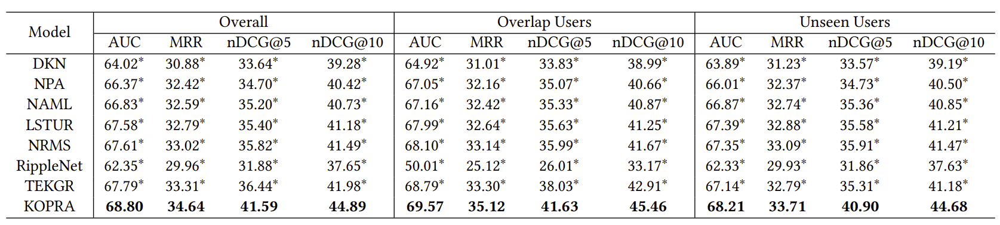 Model Overall Overlap Users Unseen Users
AUC MRR nDCG@5 nDCG@10 AUC MRR nDCG@5 nDCG@10 AUC MRR nDCG@5 nDCG@10
DKN 64.02* 30.88* 33.64* 39.28* 64.92* 31.01* 33.83* 38.99* 63.89* 31.23* 33.57* 39.19*
NPA 66.37* 32.42* 34.70* 40.42* 67.05* 32.16* 35.07* 40.66* 66.01* 32.37* 34.73* 40.50*
NAML 66.83* 32.59* 35.20* 40.73* 67.16* 32.42* 35.33* 40.87* 66.87* 32.74* 35.36* 40.85*
LSTUR 67.58* 32.79* 35.40* 41.18* 67.99* 32.64* 35.63* 41.25* 67.39* 32.88* 35.58* 41.21*
NRMS 67.61* 33.02* 35.82* 41.49* 68.10* 33.14* 35.99* 41.67* 67.35* 33.09* 35.91* 41.47*
RippleNet 62.35* 29.96* 31.88* 37.65* 50.01* 25.12* 26.01* 33.17* 62.33* 29.93* 31.86* 37.63*
TEKGR 67.79* 33.31* 36.44* 41.98* 68.79* 33.30* 38.03* 42.91* 67.14* 32.79* 35.31* 41.18*
KOPRA 68.80 34.64 41.59 44.89 69.57 35.12 41.63 45.46 68.21 33.71 40.90 44.68